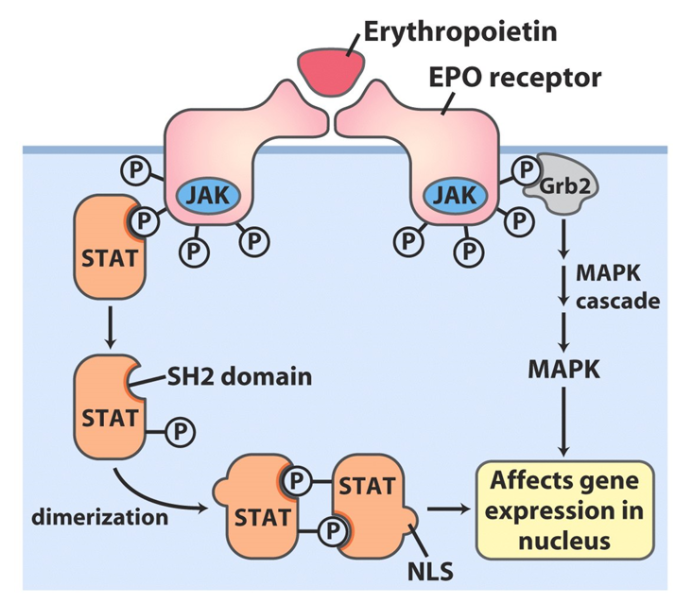 Erythropoietin
EPO receptor
P
JAK
JAK
P
Grb2
STAT
P
P
P
P
P
P
MAPK
cascade
SH2 domain
MAPK
STAT
P
dimerization
STAT
P
STAT
P
NLS
Affects gene
expression in
nucleus